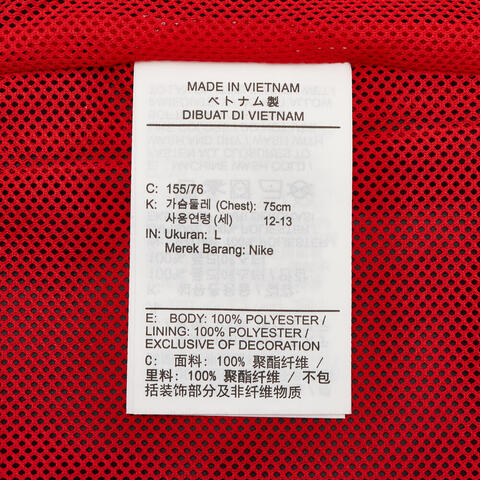 MADE IN VIETNAM
ベトナム製
DIBUAT DI VIETNAM
C: 155/76
K: 가슴둘레 (Chest): 75cm
사용연령 (세) 12-13
IN: Ukuran: L
Merek Barang: Nike
E: BODY: 100% POLYESTER /
LINING: 100% POLYESTER /
EXCLUSIVE OF DECORATION
C: 面料: 100% 聚酯纤维 /
里料: 100% 聚酯纤维 / 不包
括装饰部分及非纤维物